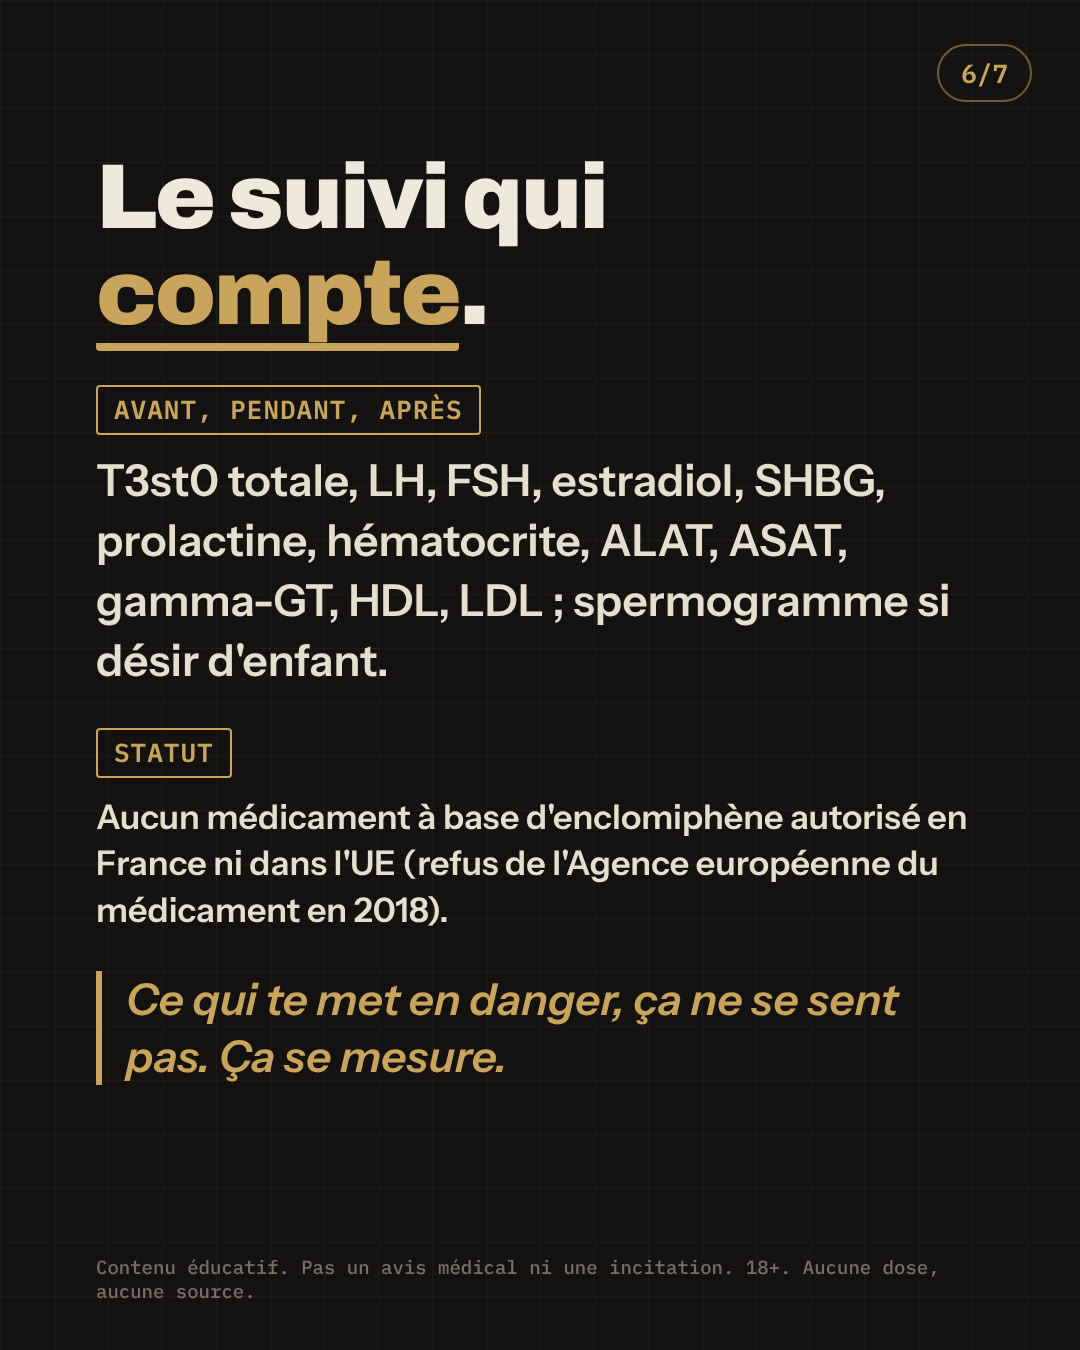 6/7
Le suivi qui
compte.
AVANT, PENDANT, APRÈS
T3st0 totale, LH, FSH, estradiol, SHBG,
prolactine, hématocrite, ALAT, ASAT,
gamma-GT, HDL, LDL ; spermogramme si
désir d'enfant.
STATUT
Aucun médicament à base d'enclomiphène autorisé en
France ni dans l'UE (refus de l'Agence européenne du
médicament en 2018).
Ce qui te met en danger, ça ne se sent
pas. Ça se mesure.
Contenu éducatif. Pas un avis médical ni une incitation. 18+. Aucune dose,
aucune source.